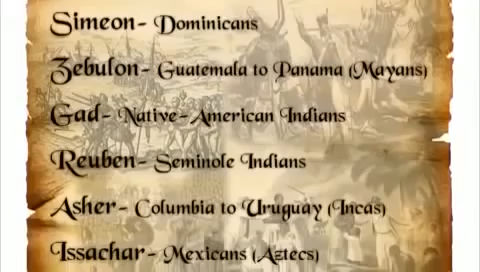 Simeon- Dominicans
Zebulon- Guatemala to Panama (Mayans)
Gad- Native-American Indians
Reuben- Seminole Indians
Asher- Columbia to Uruguay (Incas)
Issachar- Mexicans (Aztecs)